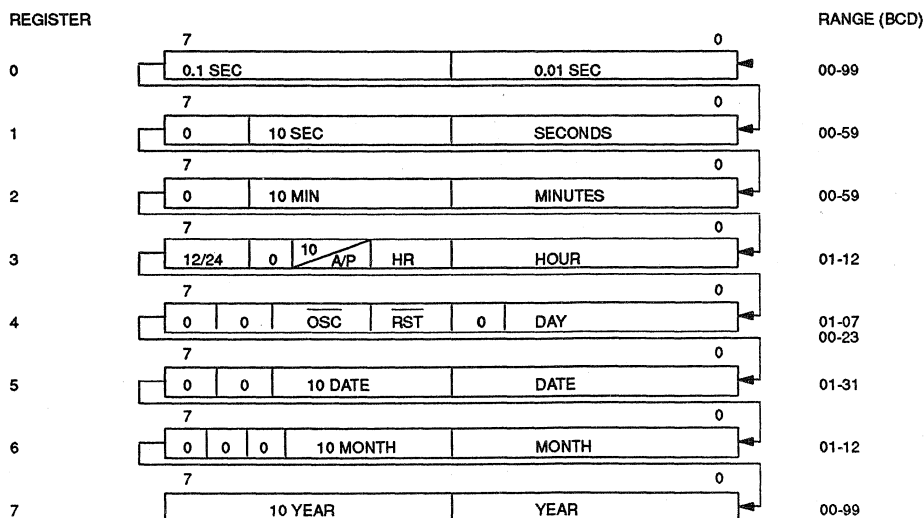 REGISTER RANGE (BCD)
7 0
0 0.1 SEC 0.01 SEC 00-99
7 0
1 0 10 SEC SECONDS 00-59
7 0
2 0 10 MIN MINUTES 00-59
7 0
3 12/24 0 10 A/P HR HOUR 01-12
7 0
4 0 0 OSC RST 0 DAY 01-07
00-23
7 0
5 0 0 10 DATE DATE 01-31
7 0
6 0 0 0 10 MONTH MONTH 01-12
7 0
7 10 YEAR YEAR 00-99